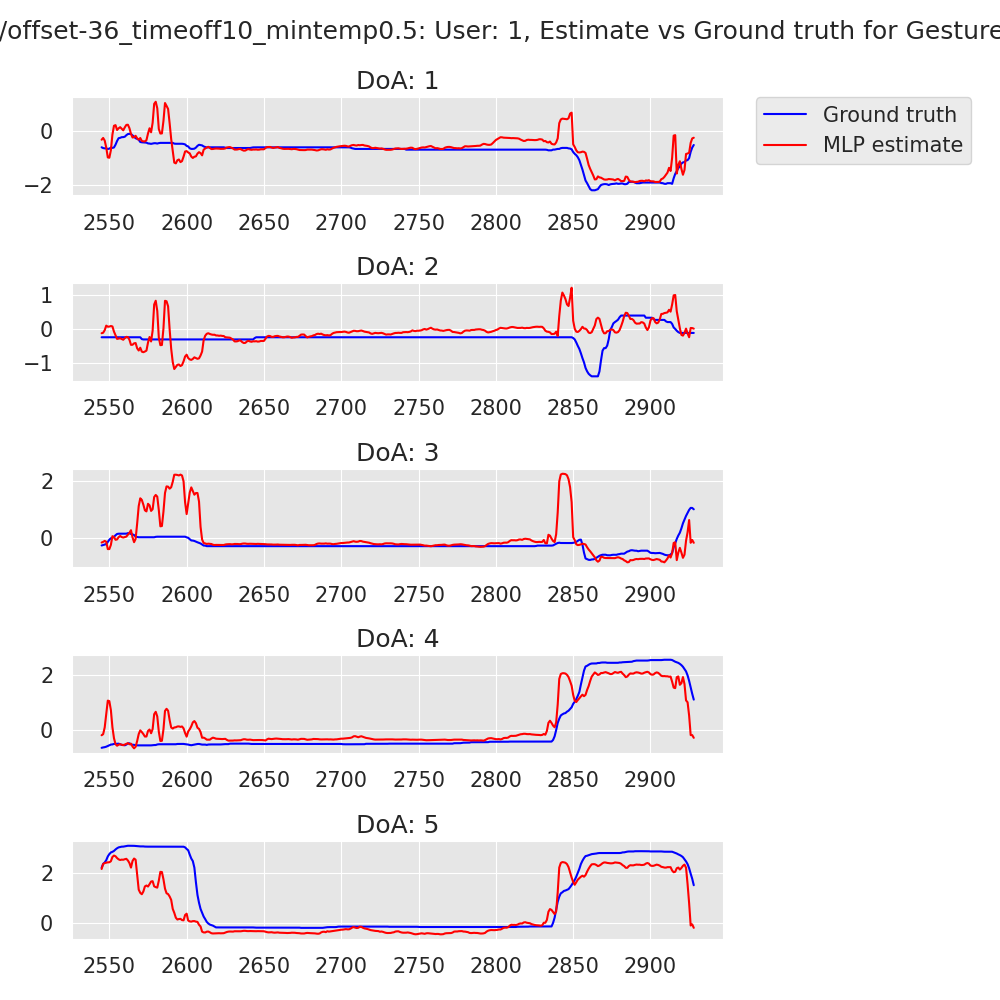 /offset-36_timeoff10_mintemp0.5: User: 1, Estimate vs Ground truth for Gesture
DoA: 1
Ground truth
MLP estimate
0
−2
2550 2600 2650 2700 2750 2800 2850 2900
DoA: 2
1
0
−1
2550 2600 2650 2700 2750 2800 2850 2900
DoA: 3
2
0
2550 2600 2650 2700 2750 2800 2850 2900
DoA: 4
2
0
2550 2600 2650 2700 2750 2800 2850 2900
DoA: 5
2
0
2550 2600 2650 2700 2750 2800 2850 2900